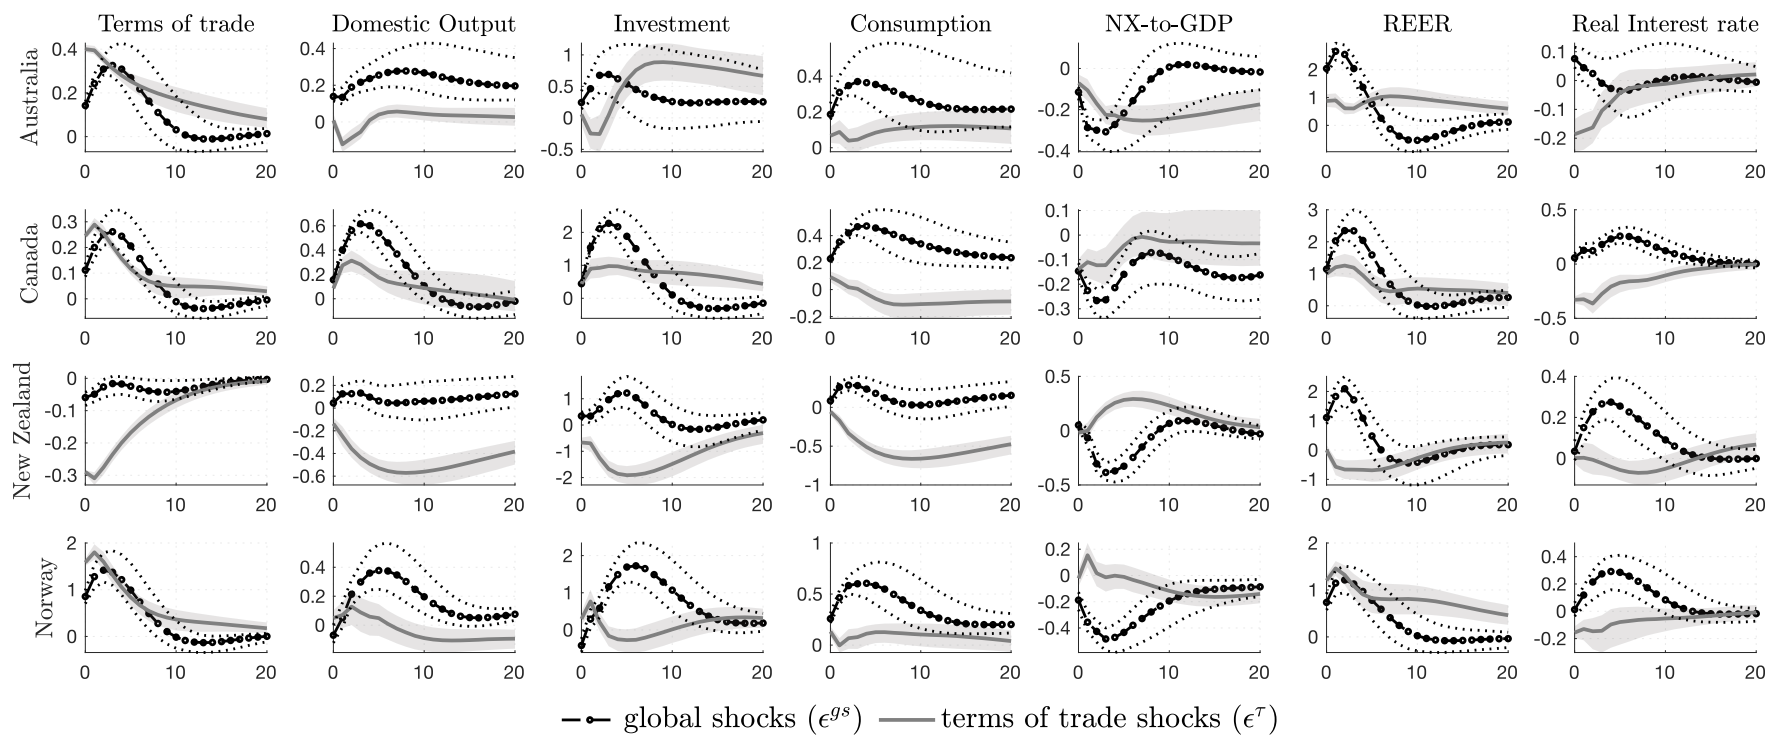 Terms of trade Domestic Output Investment Consumption NX-to-GDP REER Real Interest rate
Australia
0.4 0.2 0
0.4 0.2 0
1 0.5 0 -0.5
0.4 0.2 0
0 -0.2 -0.4
2 1 0
0.1 0 -0.1 -0.2
0 10 20 0 10 20 0 10 20 0 10 20 0 10 20 0 10 20 0 10 20
Canada
0.3 0.2 0.1 0
0.6 0.4 0.2 0
2 1 0
0.4 0.2 0 -0.2
0.1 0 -0.1 -0.2 -0.3
3 2 1 0
0.5 0 -0.5
0 10 20 0 10 20 0 10 20 0 10 20 0 10 20 0 10 20 0 10 20
New Zealand
0 -0.1 -0.2 -0.3
0.2 0 -0.2 -0.4 -0.6
1 0 -1 -2
0 -0.5 -1
0.5 0 -0.5
2 1 0 -1
0.4 0.2 0
0 10 20 0 10 20 0 10 20 0 10 20 0 10 20 0 10 20 0 10 20
Norway
2 1 0
0.4 0.2 0
2 1 0
1 0.5 0
0.2 0 -0.2 -0.4
1 0
0.4 0.2 0 -0.2
0 10 20 0 10 20 0 10 20 0 10 20 0 10 20 0 10 20 0 10 20
global shocks (ϵ^gs) terms of trade shocks (ϵ^τ)